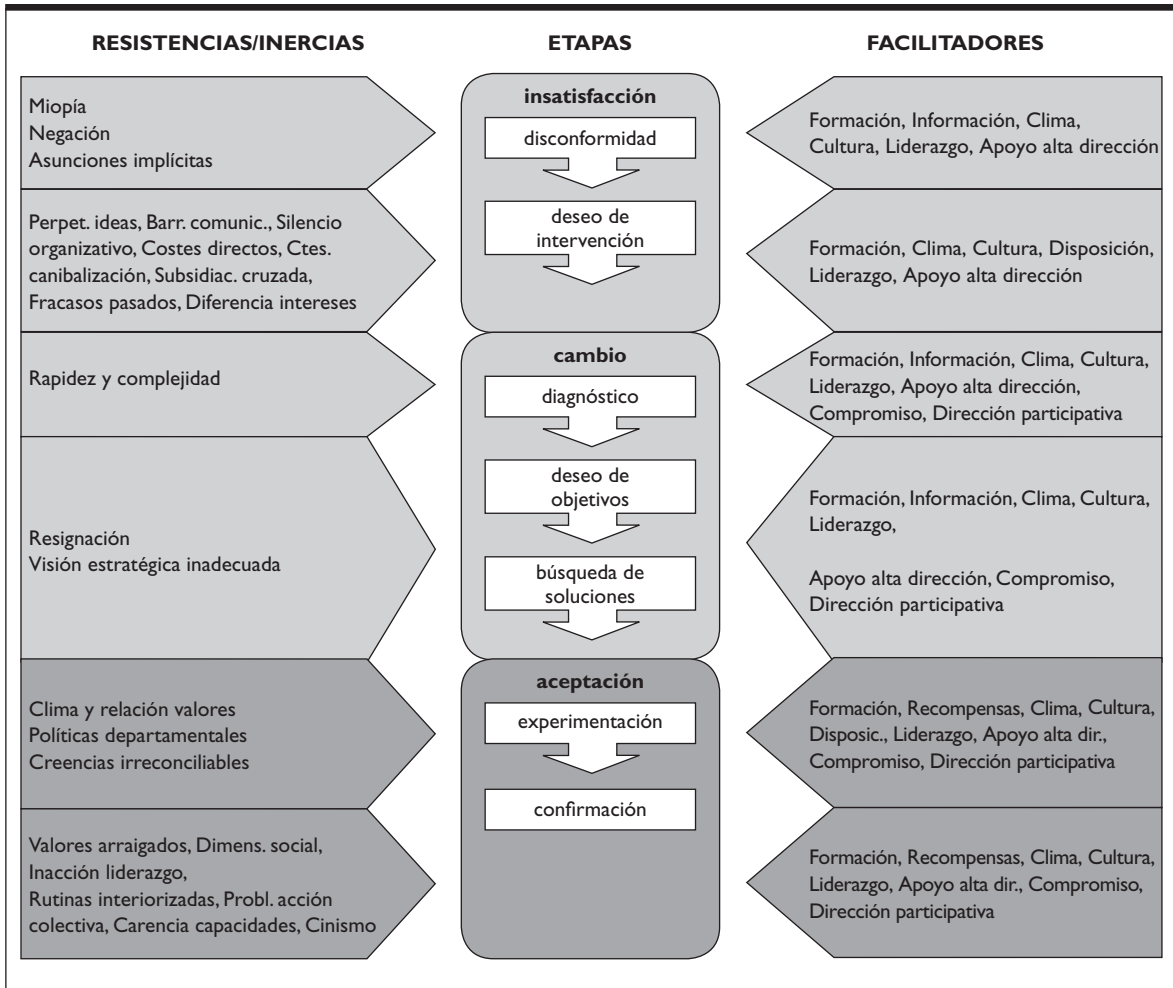 RESISTENCIAS/INERCIAS
ETAPAS
FACILITADORES
Miopía
Negación
Asunciones implícitas
insatisfacción
disconformidad
Formación, Información, Clima,
Cultura, Liderazgo, Apoyo alta dirección
Perpet. ideas, Barr. comunic., Silencio
organizativo, Costes directos, Ctes.
canibalización, Subsidiac. cruzada,
Fracasos pasados, Diferencia intereses
deseo de
intervención
Formación, Clima, Cultura, Disposición,
Liderazgo, Apoyo alta dirección
Rapidez y complejidad
cambio
diagnóstico
Formación, Información, Clima, Cultura,
Liderazgo, Apoyo alta dirección,
Compromiso, Dirección participativa
Resignación
Visión estratégica inadecuada
deseo de
objetivos
búsqueda de
soluciones
Formación, Información, Clima, Cultura,
Liderazgo,
Apoyo alta dirección, Compromiso,
Dirección participativa
Clima y relación valores
Políticas departamentales
Creencias irreconciliables
aceptación
experimentación
Formación, Recompensas, Clima, Cultura,
Disposic., Liderazgo, Apoyo alta dir.,
Compromiso, Dirección participativa
confirmación
Valores arraigados, Dimens. social,
Inacción liderazgo,
Rutinas interiorizadas, Probl. acción
colectiva, Carencia capacidades, Cinismo
Formación, Recompensas, Clima, Cultura,
Liderazgo, Apoyo alta dir., Compromiso,
Dirección participativa